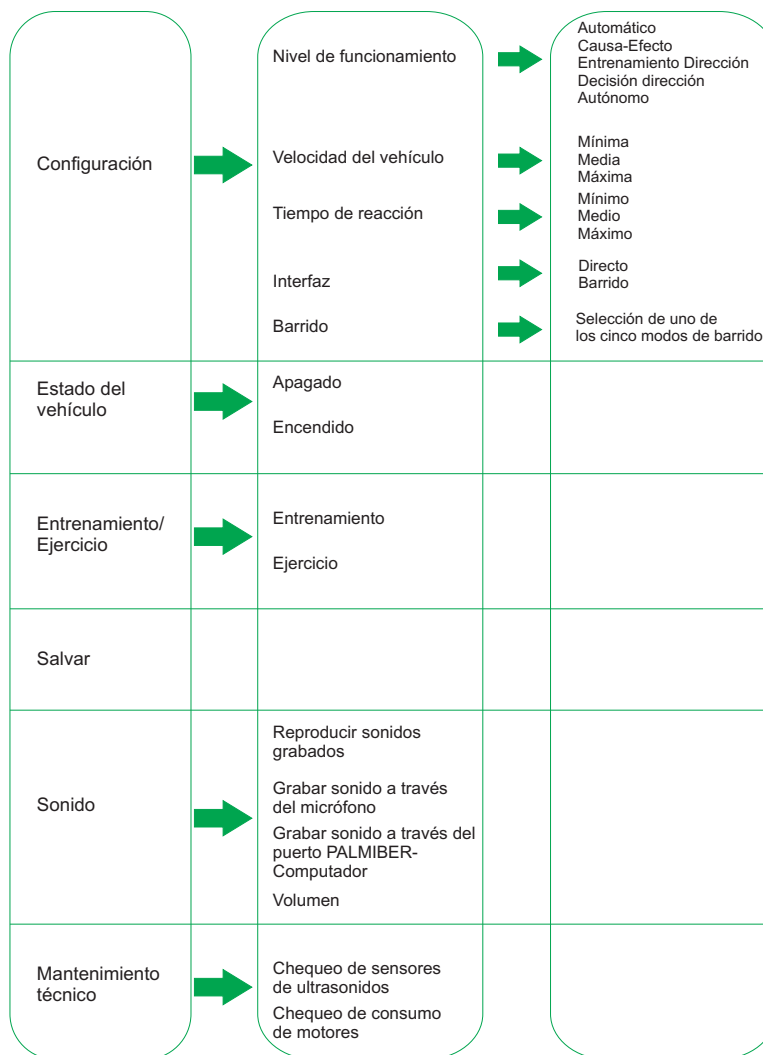 Configuración
Nivel de funcionamiento
Automático
Causa-Efecto
Entrenamiento Dirección
Decisión dirección
Autónomo
Velocidad del vehículo
Mínima
Media
Máxima
Tiempo de reacción
Mínimo
Medio
Máximo
Interfaz
Directo
Barrido
Barrido
Selección de uno de
los cinco modos de barrido
Estado del
vehículo
Apagado
Encendido
Entrenamiento/
Ejercicio
Entrenamiento
Ejercicio
Salvar
Sonido
Reproducir sonidos
grabados
Grabar sonido a través
del micrófono
Grabar sonido a través del
puerto PALMIBER-
Computador
Volumen
Mantenimiento
técnico
Chequeo de sensores
de ultrasonidos
Chequeo de consumo
de motores